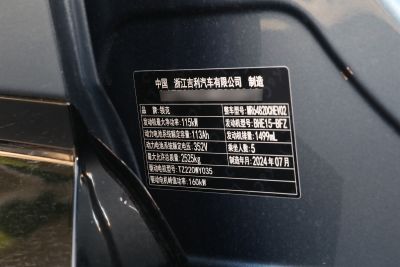 中国 浙江吉利汽车有限公司 制造
品牌：领克 整车型号：MR6482DCHEV02
发动机最大净功率：115kW 发动机型号：BHE15-BFZ
动力电池系统额定容量：113Ah 发动机排量：1499mL
动力电池系统额定电压：352V 乘坐人数：5
最大允许总质量：2525kg 制造年月：2024年07月
驱动电机型号：TZ220WY035
驱动电机峰值功率：160kW